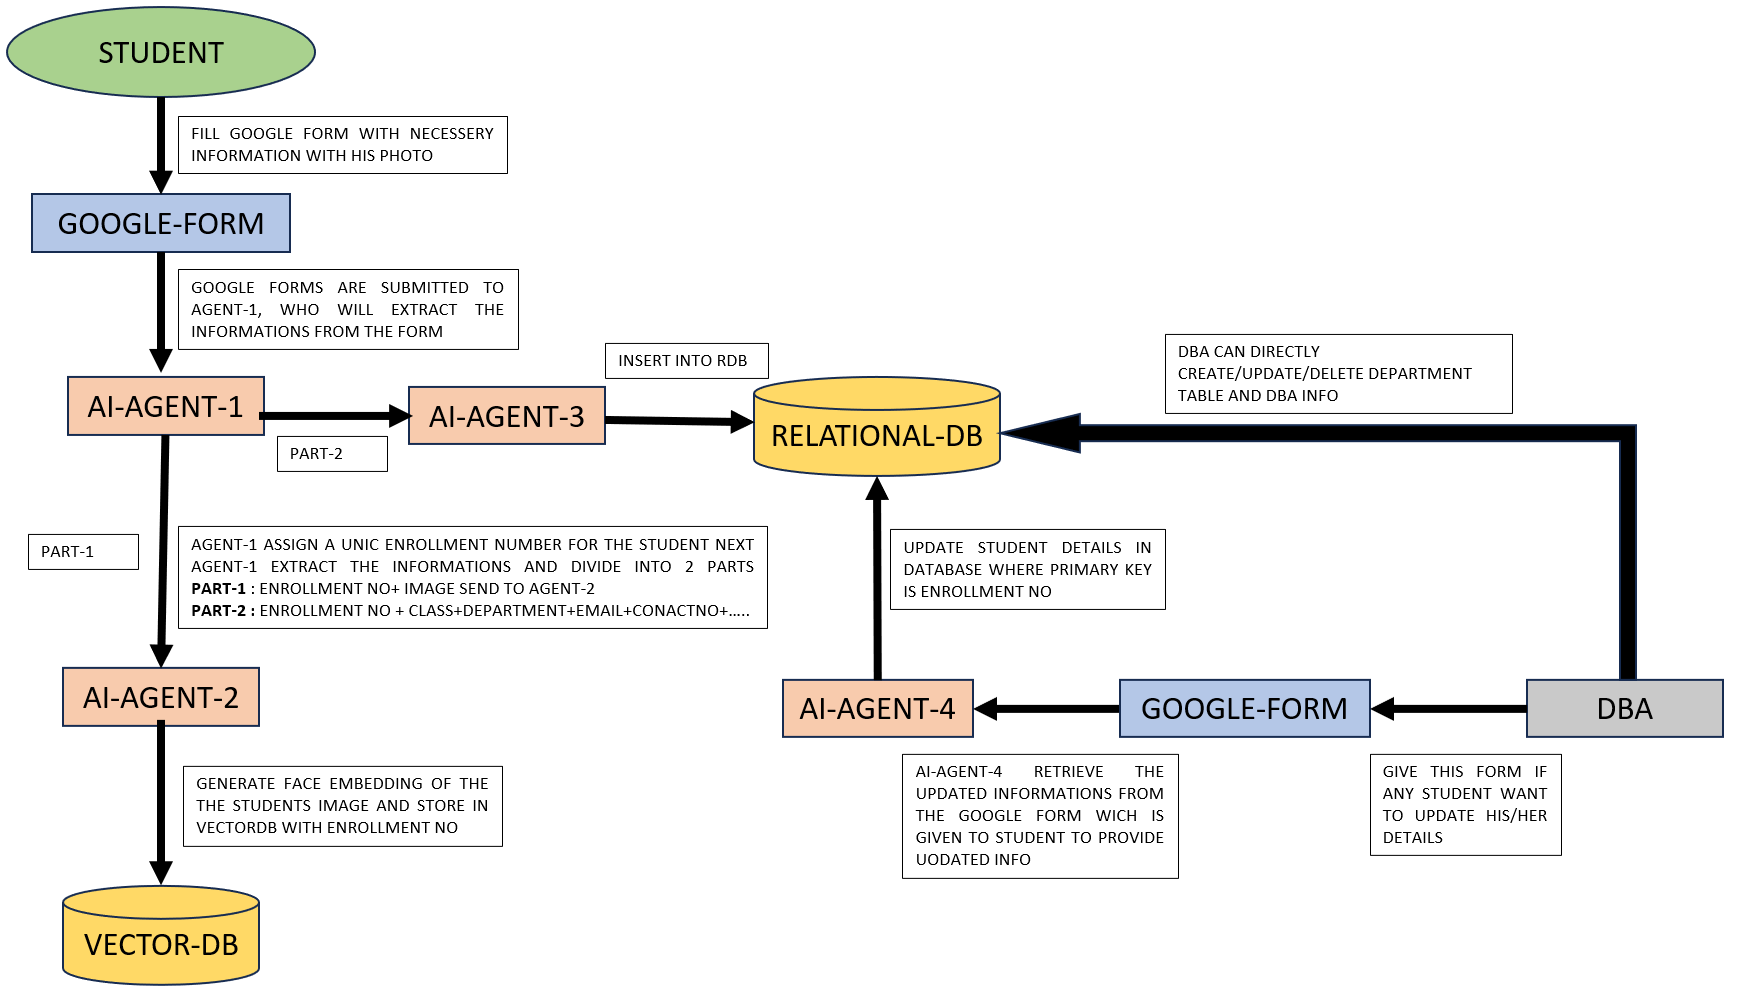 STUDENT
FILL GOOGLE FORM WITH NECESSERY
INFORMATION WITH HIS PHOTO
GOOGLE-FORM
GOOGLE FORMS ARE SUBMITTED TO
AGENT-1, WHO WILL EXTRACT THE
INFORMATIONS FROM THE FORM
AI-AGENT-1
PART-2
AI-AGENT-3
INSERT INTO RDB
RELATIONAL-DB
DBA CAN DIRECTLY
CREATE/UPDATE/DELETE DEPARTMENT
TABLE AND DBA INFO
PART-1
AGENT-1 ASSIGN A UNIC ENROLLMENT NUMBER FOR THE STUDENT NEXT
AGENT-1 EXTRACT THE INFORMATIONS AND DIVIDE INTO 2 PARTS
PART-1 : ENROLLMENT NO+ IMAGE SEND TO AGENT-2
PART-2 : ENROLLMENT NO + CLASS+DEPARTMENT+EMAIL+CONACTNO+.....
UPDATE STUDENT DETAILS IN
DATABASE WHERE PRIMARY KEY
IS ENROLLMENT NO
AI-AGENT-2
AI-AGENT-4
GOOGLE-FORM
DBA
GENERATE FACE EMBEDDING OF THE
THE STUDENTS IMAGE AND STORE IN
VECTORDB WITH ENROLLMENT NO
AI-AGENT-4 RETRIEVE THE
UPDATED INFORMATIONS FROM
THE GOOGLE FORM WICH IS
GIVEN TO STUDENT TO PROVIDE
UODATED INFO
GIVE THIS FORM IF
ANY STUDENT WANT
TO UPDATE HIS/HER
DETAILS
VECTOR-DB